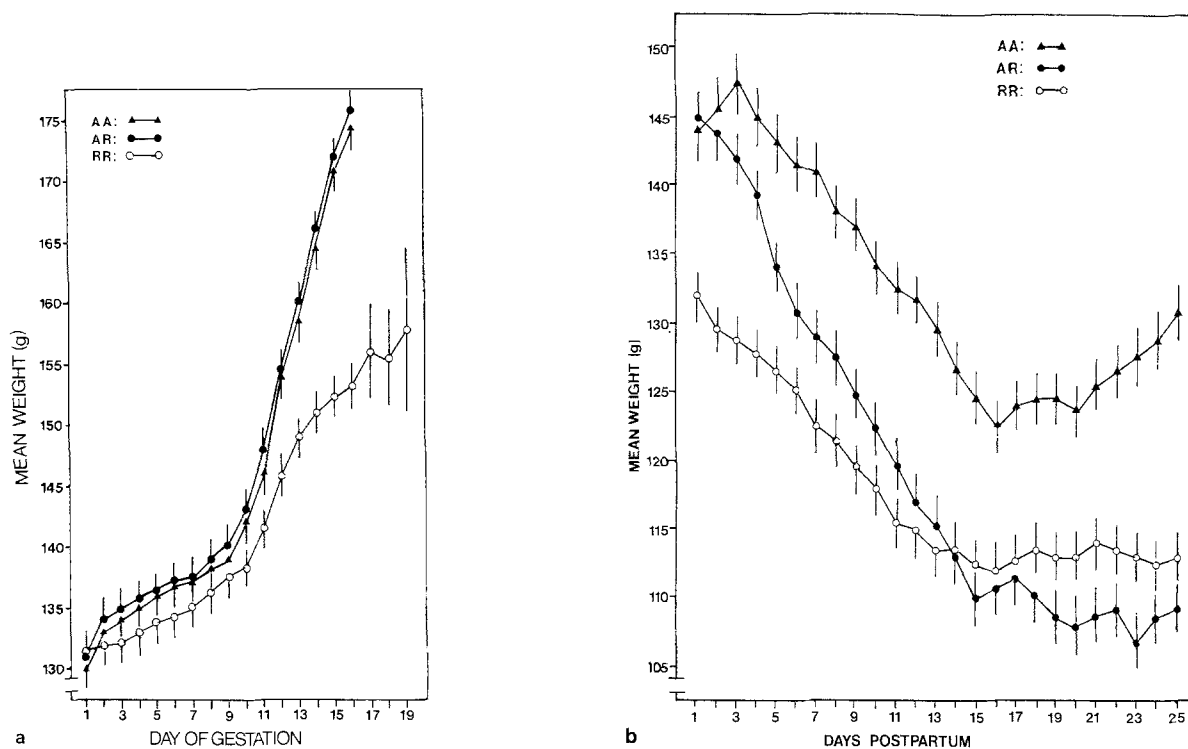 175
170
165
160
155
150
145
140
135
130
MEAN WEIGHT (g)
AA:
AR:
RR:
1 3 5 7 9 11 13 15 17 19
DAY OF GESTATION
a
150
145
140
135
130
125
120
115
110
105
MEAN WEIGHT (g)
AA:
AR:
RR:
1 3 5 7 9 11 13 15 17 19 21 23 25
DAYS POSTPARTUM
b